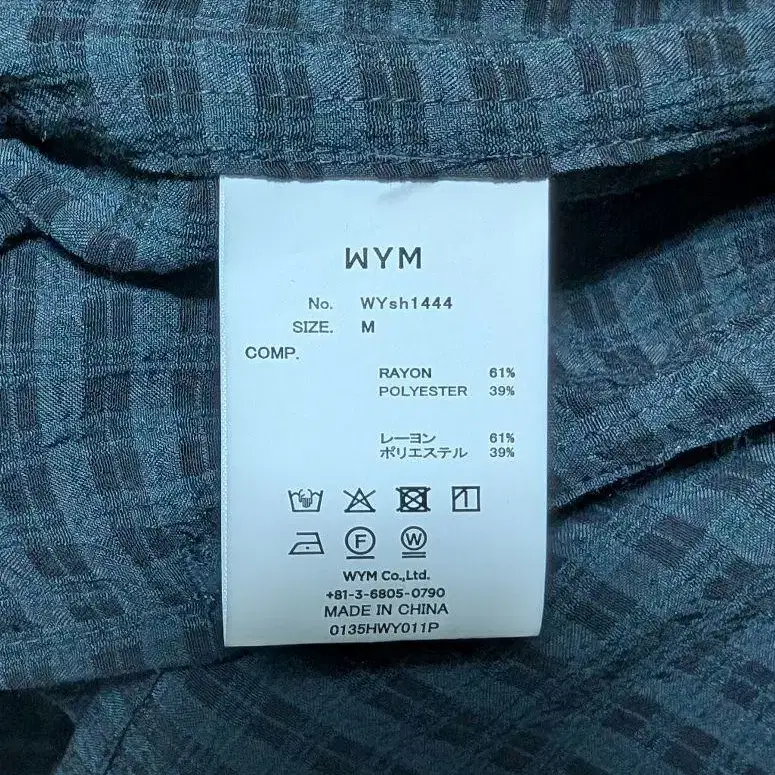 WYM
No. WYsh1444
SIZE. M
COMP.
RAYON 61%
POLYESTER 39%
レーヨン 61%
ポリエステル 39%
F W
WYM Co.,Ltd.
+81-3-6805-0790
MADE IN CHINA
0135HWY011P